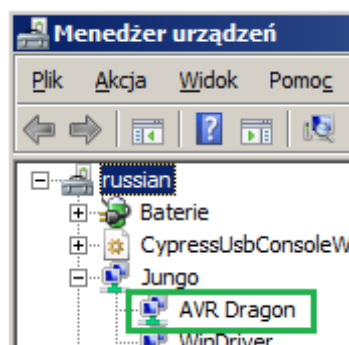 Menedżer urządzeń
Plik Akcja Widok Pomoc
russian
Baterie
CypressUsbConsoleW
Jungo
AVR Dragon
WinDriver